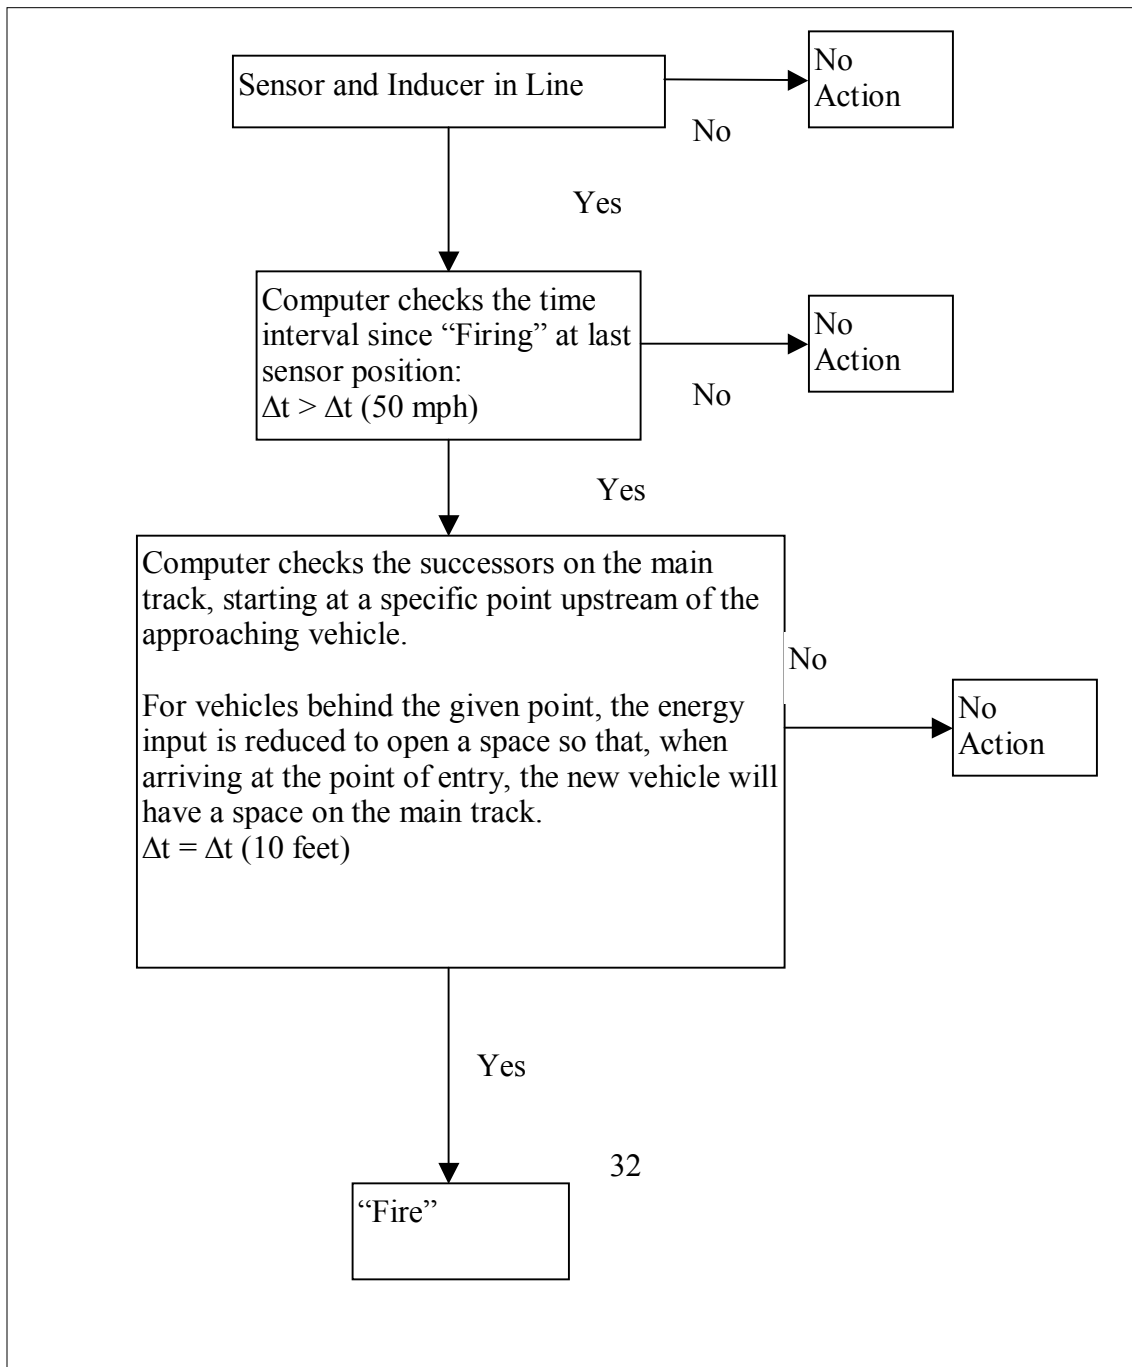 Sensor and Inducer in Line
No
Action
No
Yes
Computer checks the time
interval since “Firing” at last
sensor position:
Δt > Δt (50 mph)
No
Action
No
Yes
Computer checks the successors on the main
track, starting at a specific point upstream of the
approaching vehicle.
For vehicles behind the given point, the energy
input is reduced to open a space so that, when
arriving at the point of entry, the new vehicle will
have a space on the main track.
Δt = Δt (10 feet)
No
No
Action
Yes
32
“Fire”